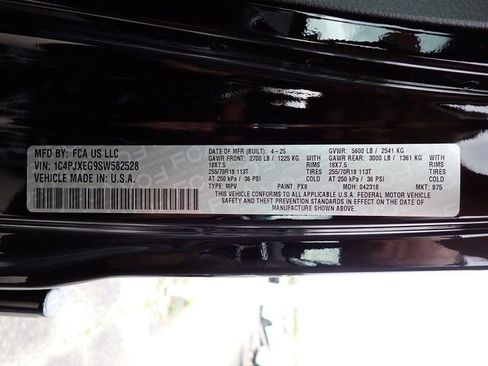 MFD. BY: FCA US LLC
VIN: 1C4PJXEG9SW582528
VEHICLE MADE IN: U.S.A.
DATE OF MFR (BUILT): 4-25 GVWR: 5600 LB / 2541 KG
GAWR FRONT: 2700 LB / 1225 KG GAWR REAR: 3000 LB / 1361 KG
18X7.5 RIMS 18X7.5 RIMS
255/70R18 113T TIRES 255/70R18 113T TIRES
AT 250 kPa / 36 PSI COLD AT 250 kPa / 36 PSI COLD
TYPE: MPV PAINT: PX8 MDH: 042318 MKT: 875
CONFORMS TO ALL APPLICABLE U.S.A. FEDERAL MOTOR VEHICLE
SAFETY AND THEFT PREVENTION STANDARDS IN EFFECT ON THE DATE OF
MANUFACTURE SHOWN ABOVE.